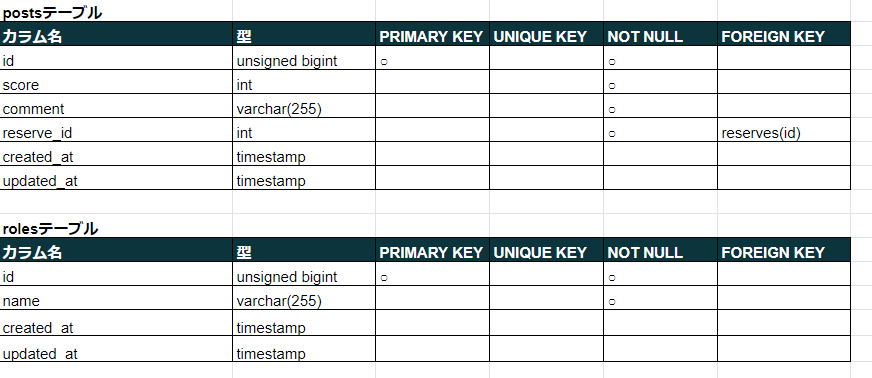 postsテーブル
カラム名 型 PRIMARY KEY UNIQUE KEY NOT NULL FOREIGN KEY
id unsigned bigint ○ ○
score int ○
comment varchar(255) ○
reserve_id int ○ reserves(id)
created_at timestamp
updated_at timestamp
rolesテーブル
カラム名 型 PRIMARY KEY UNIQUE KEY NOT NULL FOREIGN KEY
id unsigned bigint ○ ○
name varchar(255) ○
created_at timestamp
updated_at timestamp